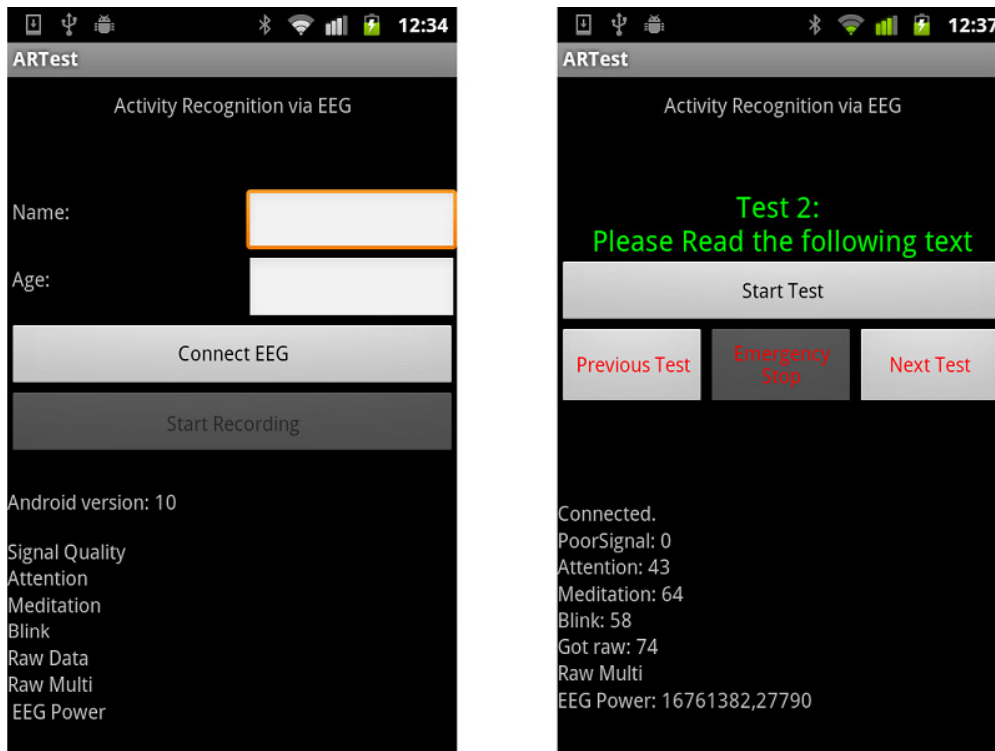 12:34
ARTest
Activity Recognition via EEG
Name:
Age:
Connect EEG
Start Recording
Android version: 10
Signal Quality
Attention
Meditation
Blink
Raw Data
Raw Multi
EEG Power
12:37
ARTest
Activity Recognition via EEG
Test 2:
Please Read the following text
Start Test
Previous Test
Emergency
Stop
Next Test
Connected.
PoorSignal: 0
Attention: 43
Meditation: 64
Blink: 58
Got raw: 74
Raw Multi
EEG Power: 16761382,27790